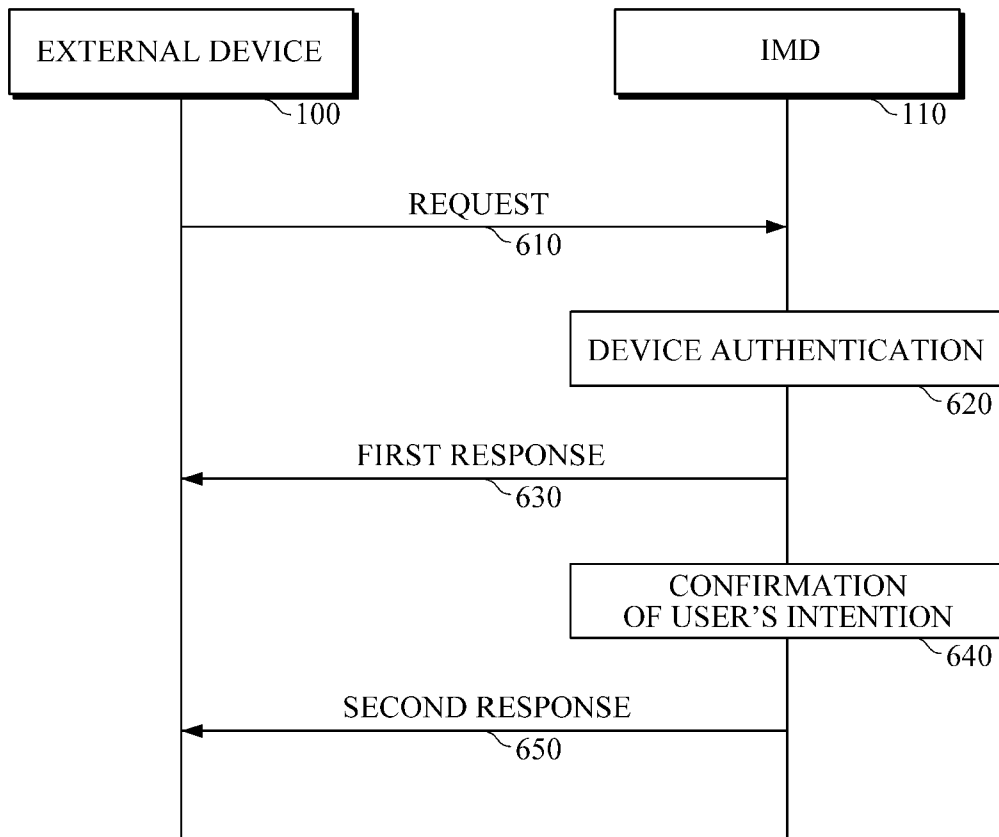 EXTERNAL DEVICE
IMD
100
110
REQUEST
610
DEVICE AUTHENTICATION
620
FIRST RESPONSE
630
CONFIRMATION
OF USER’S INTENTION
640
SECOND RESPONSE
650